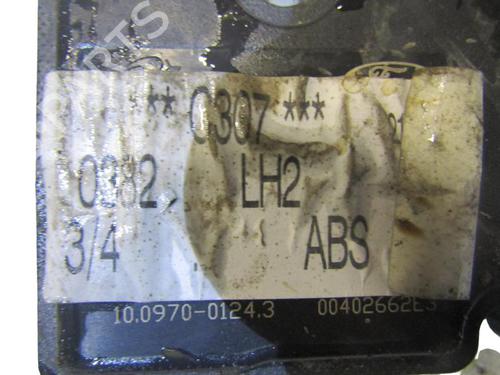 ** 0307 ***
0382 LH2
3/4 ABS
10.0970-0124.3 00402662E3